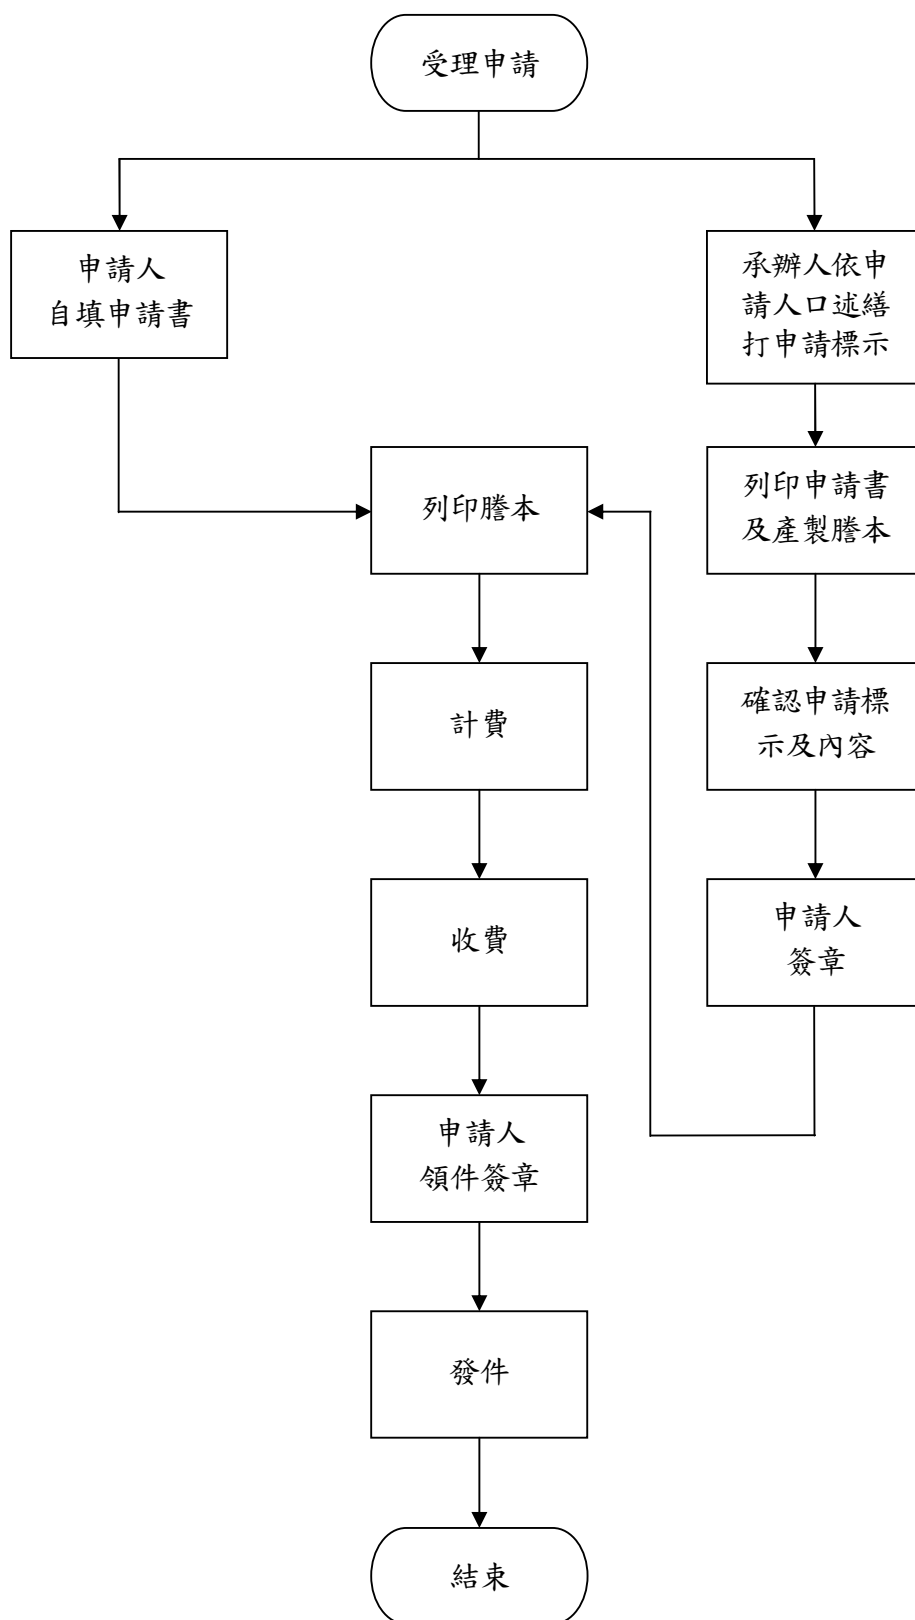 受理申請
申請人
自填申請書
承辦人依申
請人口述繕
打申請標示
列印謄本
列印申請書
及產製謄本
計費
確認申請標
示及內容
收費
申請人
簽章
申請人
領件簽章
發件
結束